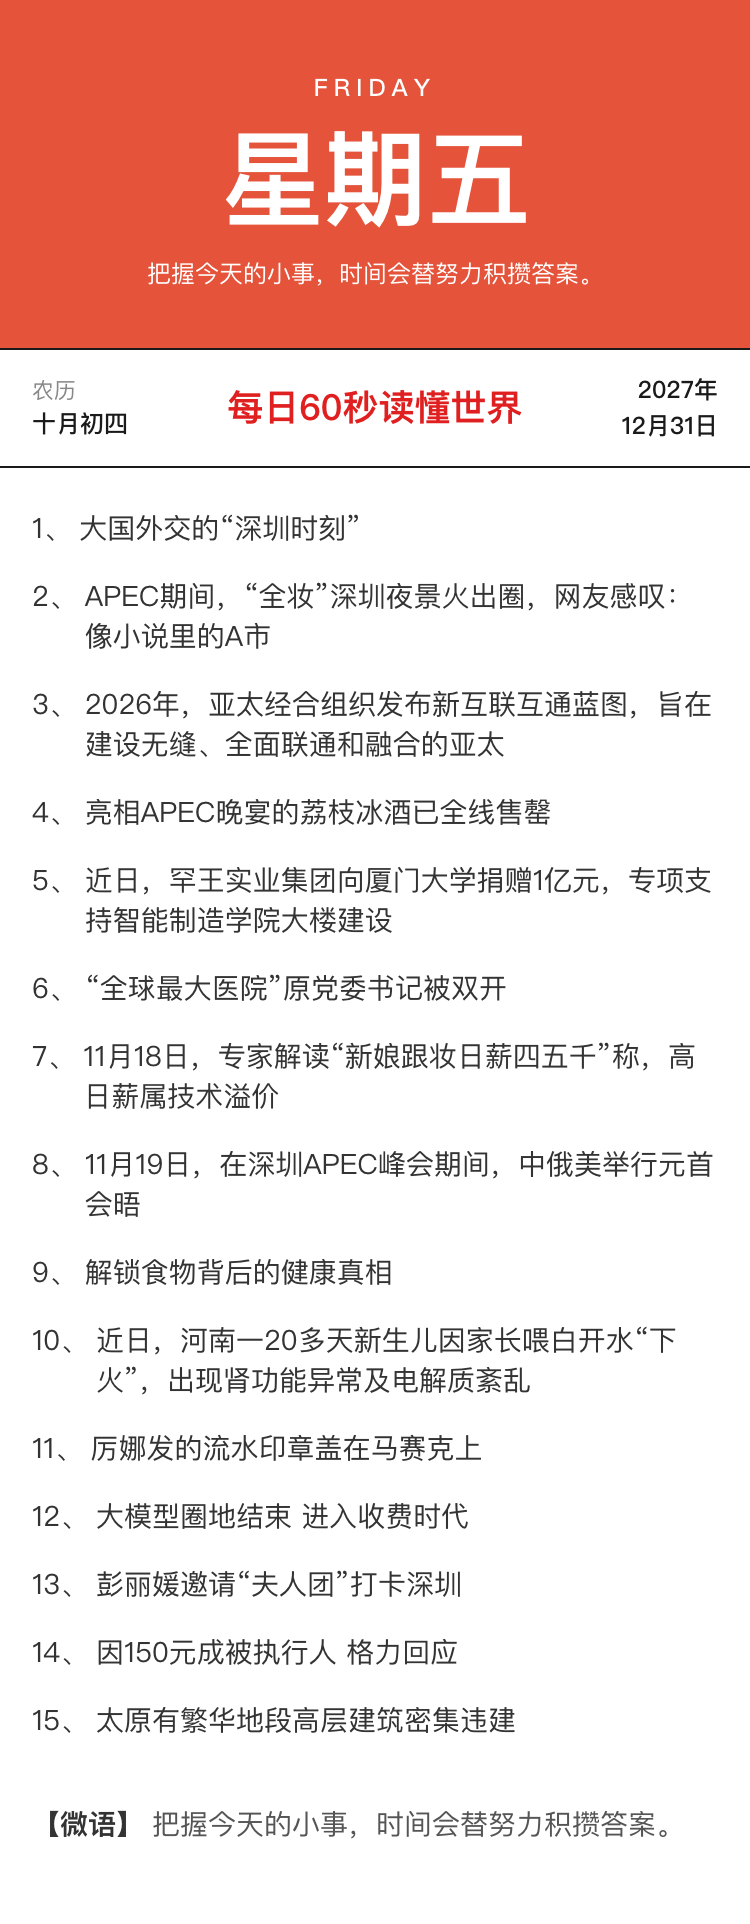 FRIDAY
星期五
把握今天的小事，时间会替努力积攒答案。
农历
十月初四
每日60秒读懂世界
2027年
12月31日
1、 大国外交的“深圳时刻”
2、 APEC期间，“全妆”深圳夜景火出圈，网友感叹：
像小说里的A市
3、 2026年，亚太经合组织发布新互联互通蓝图，旨在
建设无缝、全面联通和融合的亚太
4、 亮相APEC晚宴的荔枝冰酒已全线售罄
5、 近日，罕王实业集团向厦门大学捐赠1亿元，专项支
持智能制造学院大楼建设
6、 “全球最大医院”原党委书记被双开
7、 11月18日，专家解读“新娘跟妆日薪四五千”称，高
日薪属技术溢价
8、 11月19日，在深圳APEC峰会期间，中俄美举行元首
会晤
9、 解锁食物背后的健康真相
10、 近日，河南一20多天新生儿因家长喂白开水“下
火”，出现肾功能异常及电解质紊乱
11、 厉娜发的流水印章盖在马赛克上
12、 大模型圈地结束 进入收费时代
13、 彭丽媛邀请“夫人团”打卡深圳
14、 因150元成被执行人 格力回应
15、 太原有繁华地段高层建筑密集违建
【微语】 把握今天的小事，时间会替努力积攒答案。